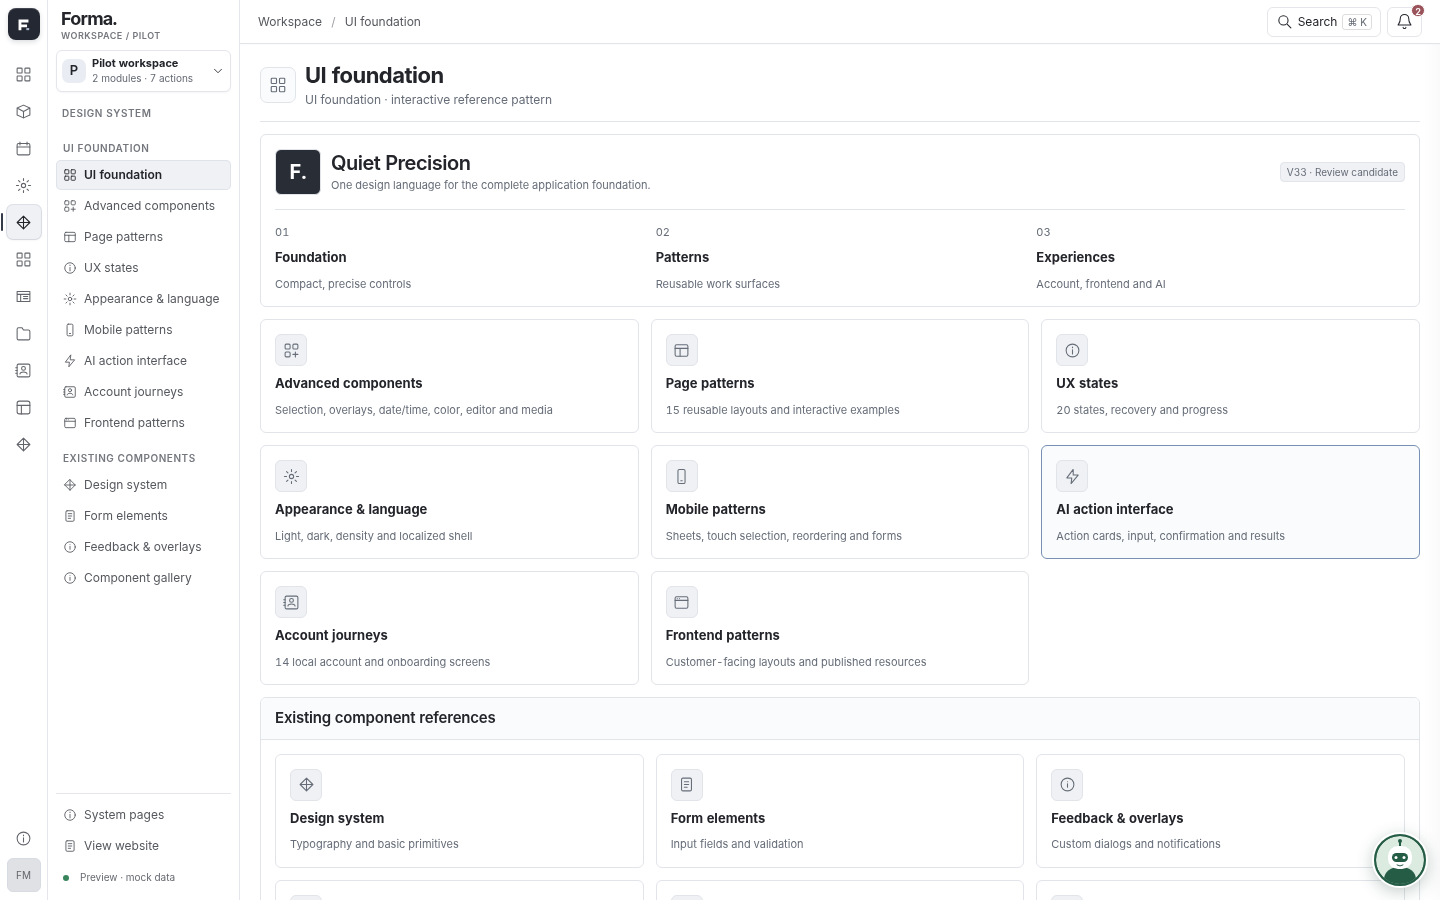 F.
Forma.
WORKSPACE / PILOT
P
Pilot workspace
2 modules · 7 actions
DESIGN SYSTEM
UI FOUNDATION
UI foundation
Advanced components
Page patterns
UX states
Appearance & language
Mobile patterns
AI action interface
Account journeys
Frontend patterns
EXISTING COMPONENTS
Design system
Form elements
Feedback & overlays
Component gallery
System pages
View website
Preview · mock data
FM
Workspace / UI foundation
Search ⌘ K
2
UI foundation
UI foundation · interactive reference pattern
F.
Quiet Precision
One design language for the complete application foundation.
V33 · Review candidate
01
Foundation
Compact, precise controls
02
Patterns
Reusable work surfaces
03
Experiences
Account, frontend and AI
Advanced components
Selection, overlays, date/time, color, editor and media
Page patterns
15 reusable layouts and interactive examples
UX states
20 states, recovery and progress
Appearance & language
Light, dark, density and localized shell
Mobile patterns
Sheets, touch selection, reordering and forms
AI action interface
Action cards, input, confirmation and results
Account journeys
14 local account and onboarding screens
Frontend patterns
Customer-facing layouts and published resources
Existing component references
Design system
Typography and basic primitives
Form elements
Input fields and validation
Feedback & overlays
Custom dialogs and notifications